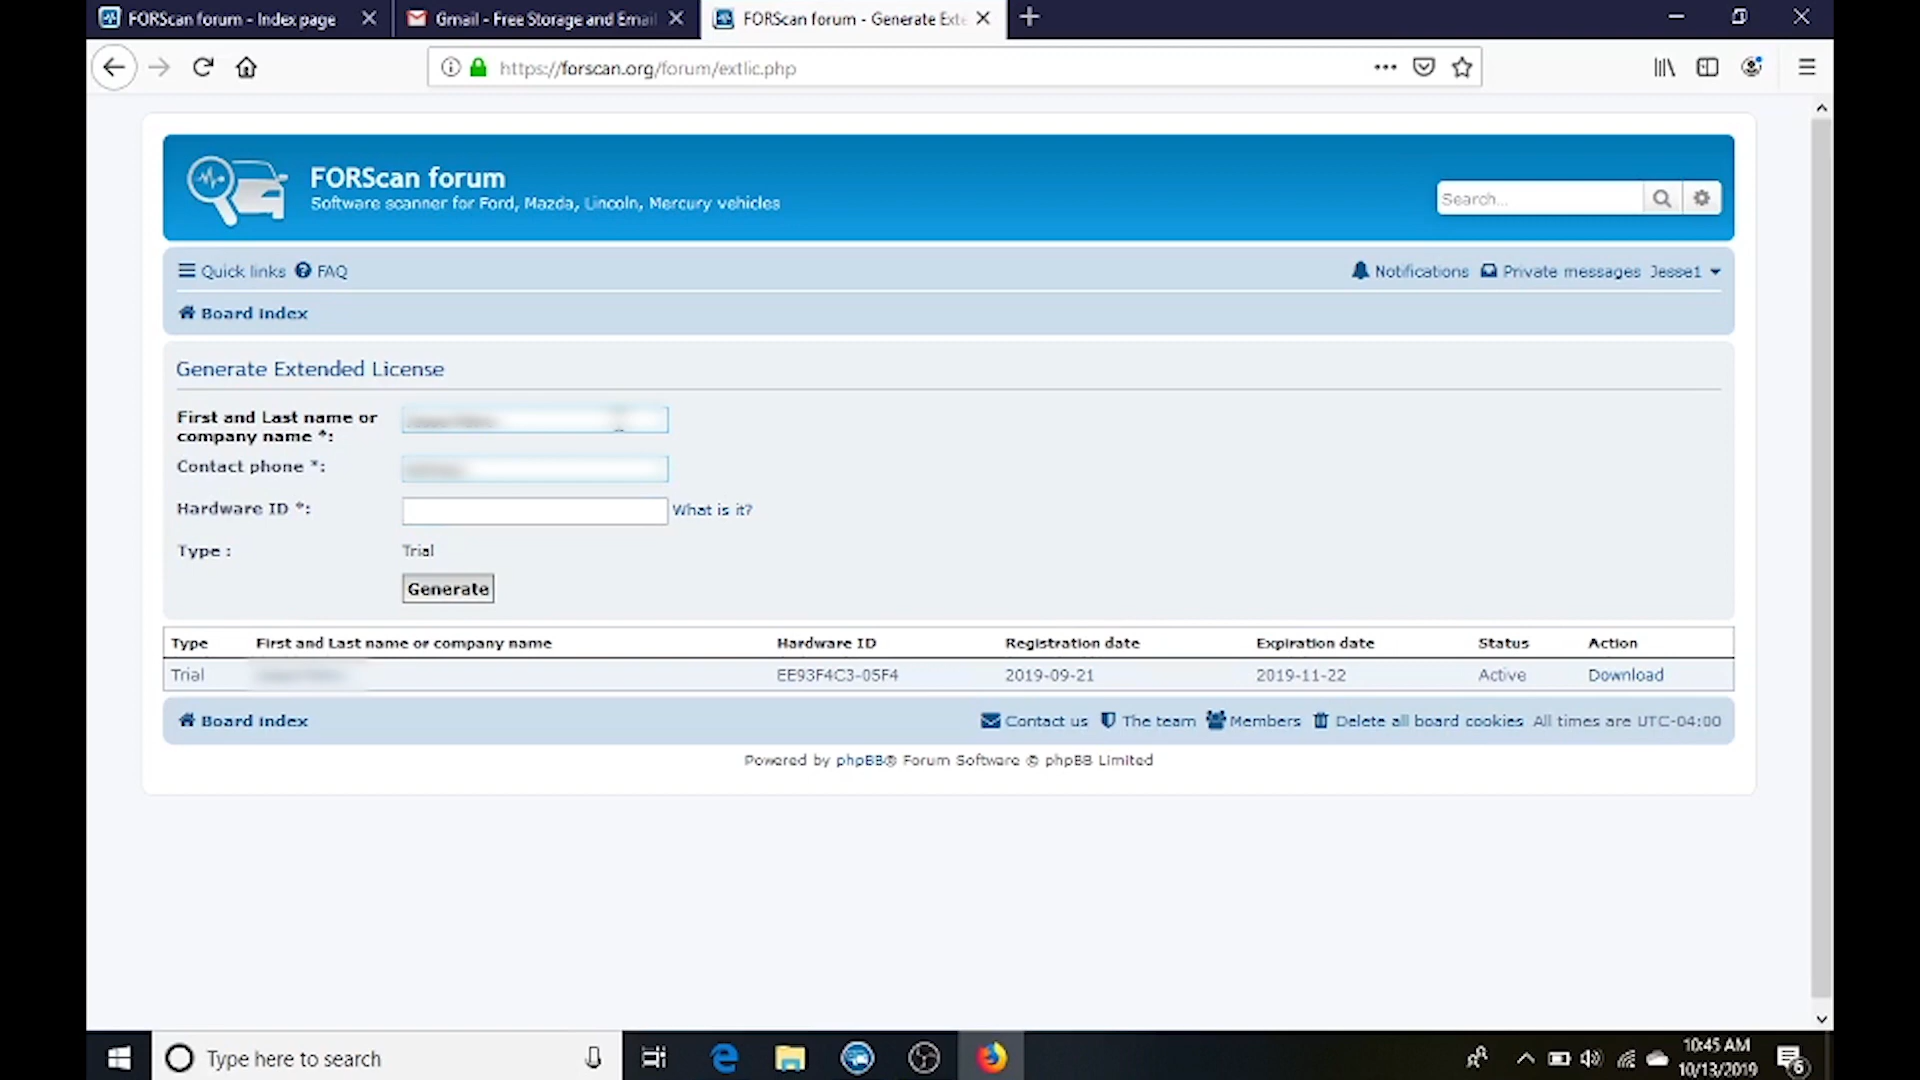 FORScan forum - Index page
Gmail - Free Storage and Email
FORScan forum - Generate Exte
https://forscan.org/forum/extlic.php
FORScan forum
Software scanner for Ford, Mazda, Lincoln, Mercury vehicles
Search...
Quick links FAQ
Notifications Private messages Jesse1
Board index
Generate Extended License
First and Last name or
company name *:
Contact phone *:
Hardware ID *:
What is it?
Type :
Trial
Generate
Type First and Last name or company name Hardware ID Registration date Expiration date Status Action
Trial EE93F4C3-05F4 2019-09-21 2019-11-22 Active Download
Board index
Contact us The team Members Delete all board cookies All times are UTC-04:00
Powered by phpBB® Forum Software © phpBB Limited
Type here to search
10:45 AM
10/13/2019
6